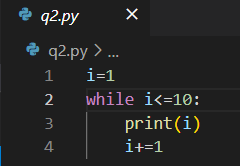 q2.py
q2.py > ...
1 i=1
2 while i<=10:
3     print(i)
4     i+=1